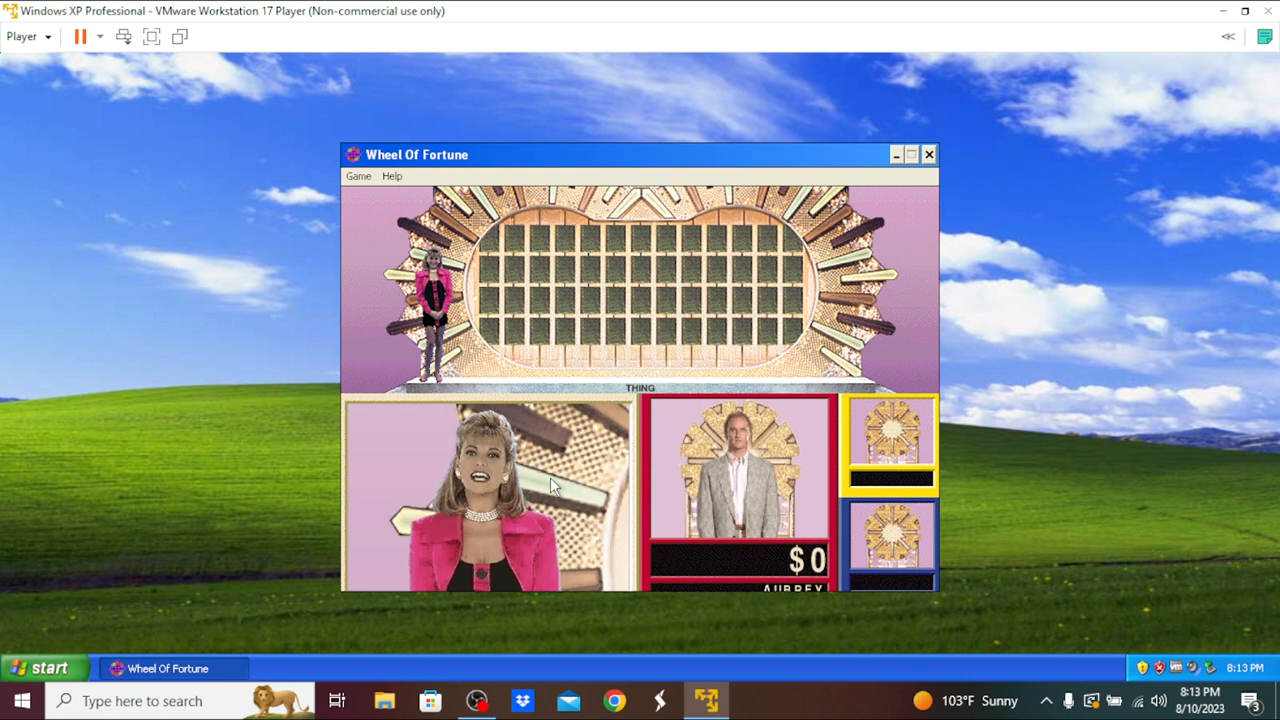 Windows XP Professional - VMware Workstation 17 Player (Non-commercial use only)
Player
Wheel Of Fortune
Game Help
THING
$0
AUBREY
start
Wheel Of Fortune
8:13 PM
Type here to search
103°F Sunny
8:13 PM
8/10/2023
3